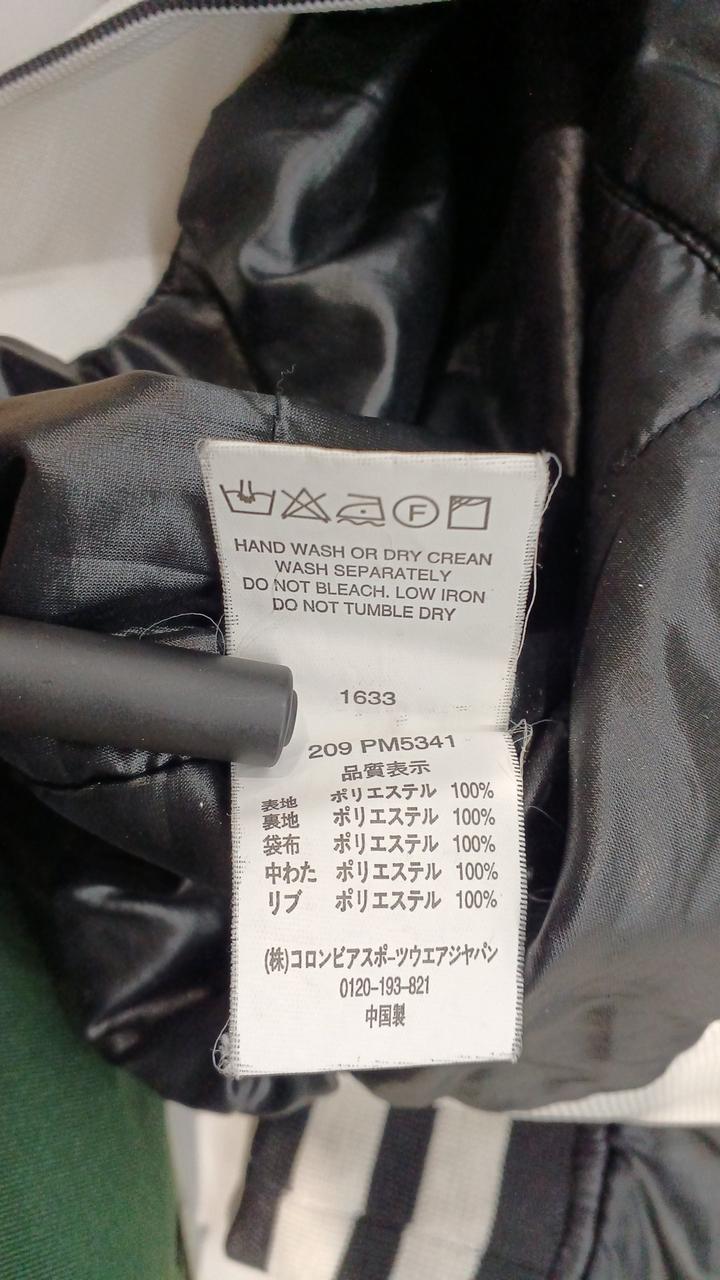 F
HAND WASH OR DRY CREAN
WASH SEPARATELY
DO NOT BLEACH. LOW IRON
DO NOT TUMBLE DRY
1633
209 PM5341
品質表示
表地 ポリエステル 100%
裏地 ポリエステル 100%
袋布 ポリエステル 100%
中わた ポリエステル 100%
リブ ポリエステル 100%
(株)コロンビアスポーツウエアジャパン
0120-193-821
中国製